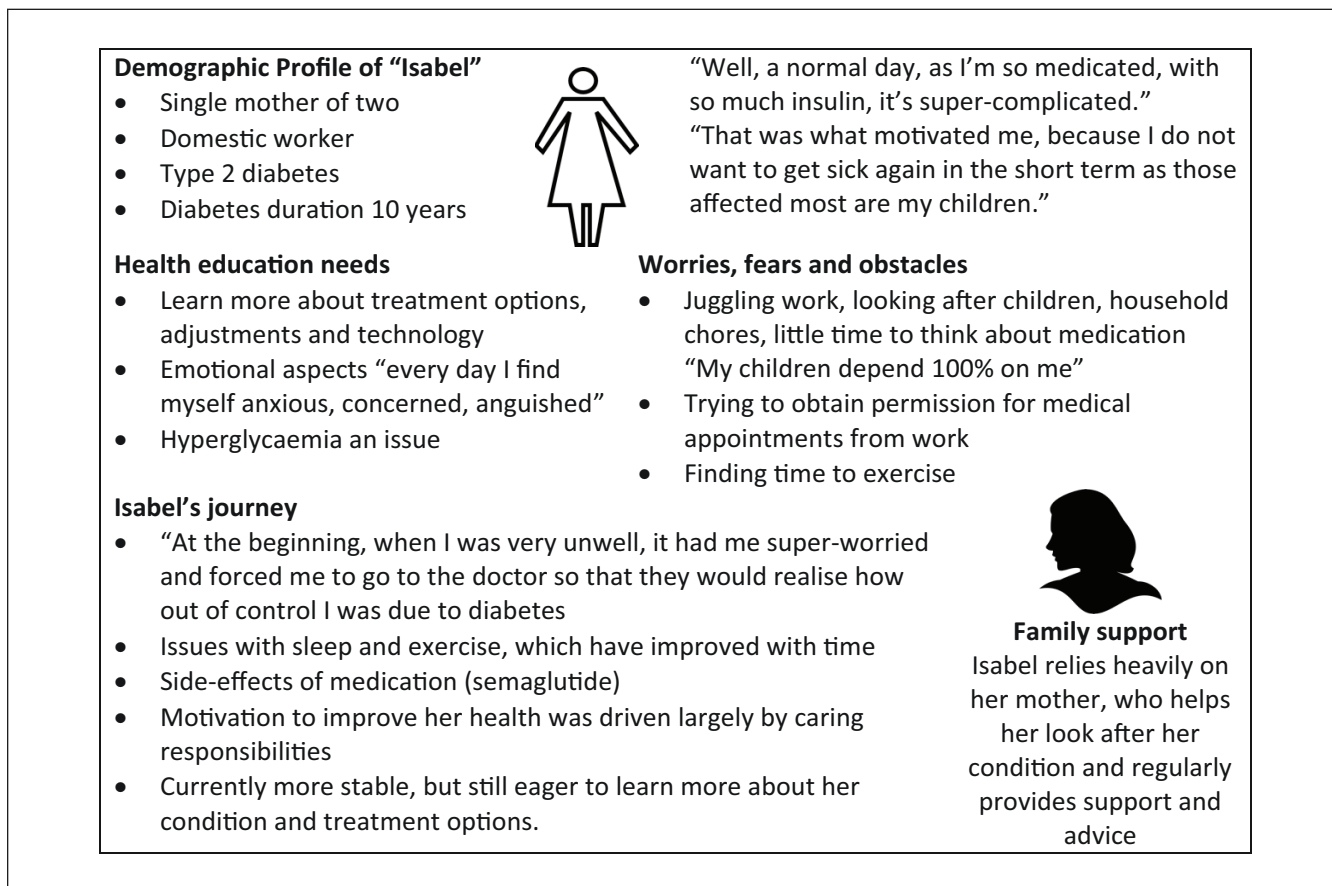 Demographic Profile of “Isabel”
• Single mother of two
• Domestic worker
• Type 2 diabetes
• Diabetes duration 10 years
“Well, a normal day, as I’m so medicated, with
so much insulin, it’s super-complicated.”
“That was what motivated me, because I do not
want to get sick again in the short term as those
affected most are my children.”
Health education needs
• Learn more about treatment options,
adjustments and technology
• Emotional aspects “every day I find
myself anxious, concerned, anguished”
• Hyperglycaemia an issue
Worries, fears and obstacles
• Juggling work, looking after children, household
chores, little time to think about medication
“My children depend 100% on me”
• Trying to obtain permission for medical
appointments from work
• Finding time to exercise
Isabel’s journey
• “At the beginning, when I was very unwell, it had me super-worried
and forced me to go to the doctor so that they would realise how
out of control I was due to diabetes
• Issues with sleep and exercise, which have improved with time
• Side-effects of medication (semaglutide)
• Motivation to improve her health was driven largely by caring
responsibilities
• Currently more stable, but still eager to learn more about her
condition and treatment options.
Family support
Isabel relies heavily on
her mother, who helps
her look after her
condition and regularly
provides support and
advice